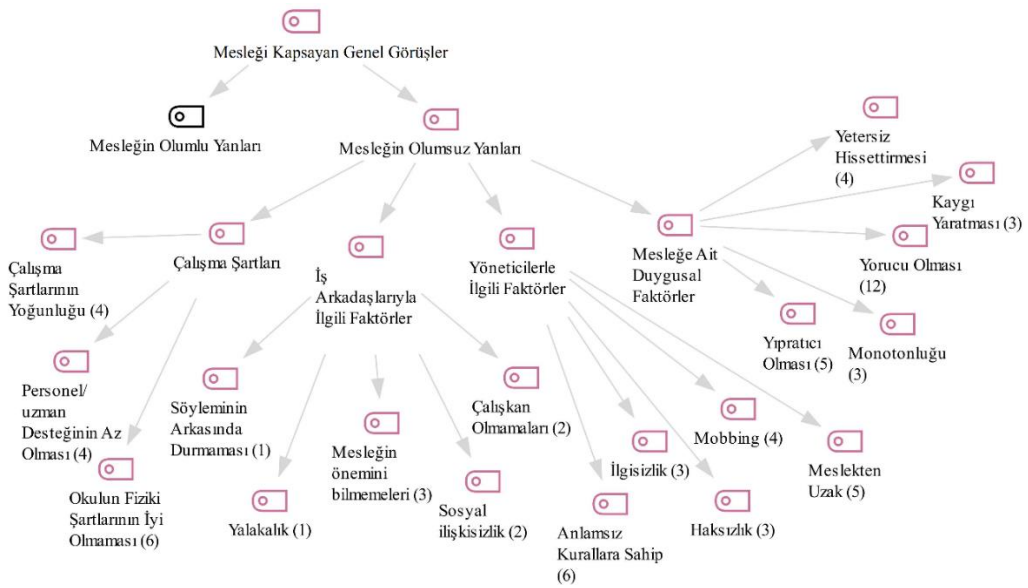 Mesleği Kapsayan Genel Görüşler
Mesleğin Olumlu Yanları
Mesleğin Olumsuz Yanları
Çalışma Şartları
Çalışma
Şartlarının
Yoğunluğu (4)
Personel/
uzman
Desteğinin Az
Olması (4)
Okulun Fiziki
Şartlarının İyi
Olmaması (6)
İş
Arkadaşlarıyla
İlgili Faktörler
Söyleminin
Arkasında
Durmaması (1)
Yalakalık (1)
Mesleğin
önemini
bilmemeleri (3)
Sosyal
ilişkisizlik (2)
Çalışkan
Olmamaları (2)
Yöneticilerle
İlgili Faktörler
Anlamsız
Kurallara Sahip
(6)
İlgisizlik (3)
Haksızlık (3)
Mobbing (4)
Meslekten
Uzak (5)
Mesleğe Ait
Duygusal
Faktörler
Yetersiz
Hissettirmesi
(4)
Kaygı
Yaratması (3)
Yorucu Olması
(12)
Monotonluğu
(3)
Yıpratıcı
Olması (5)